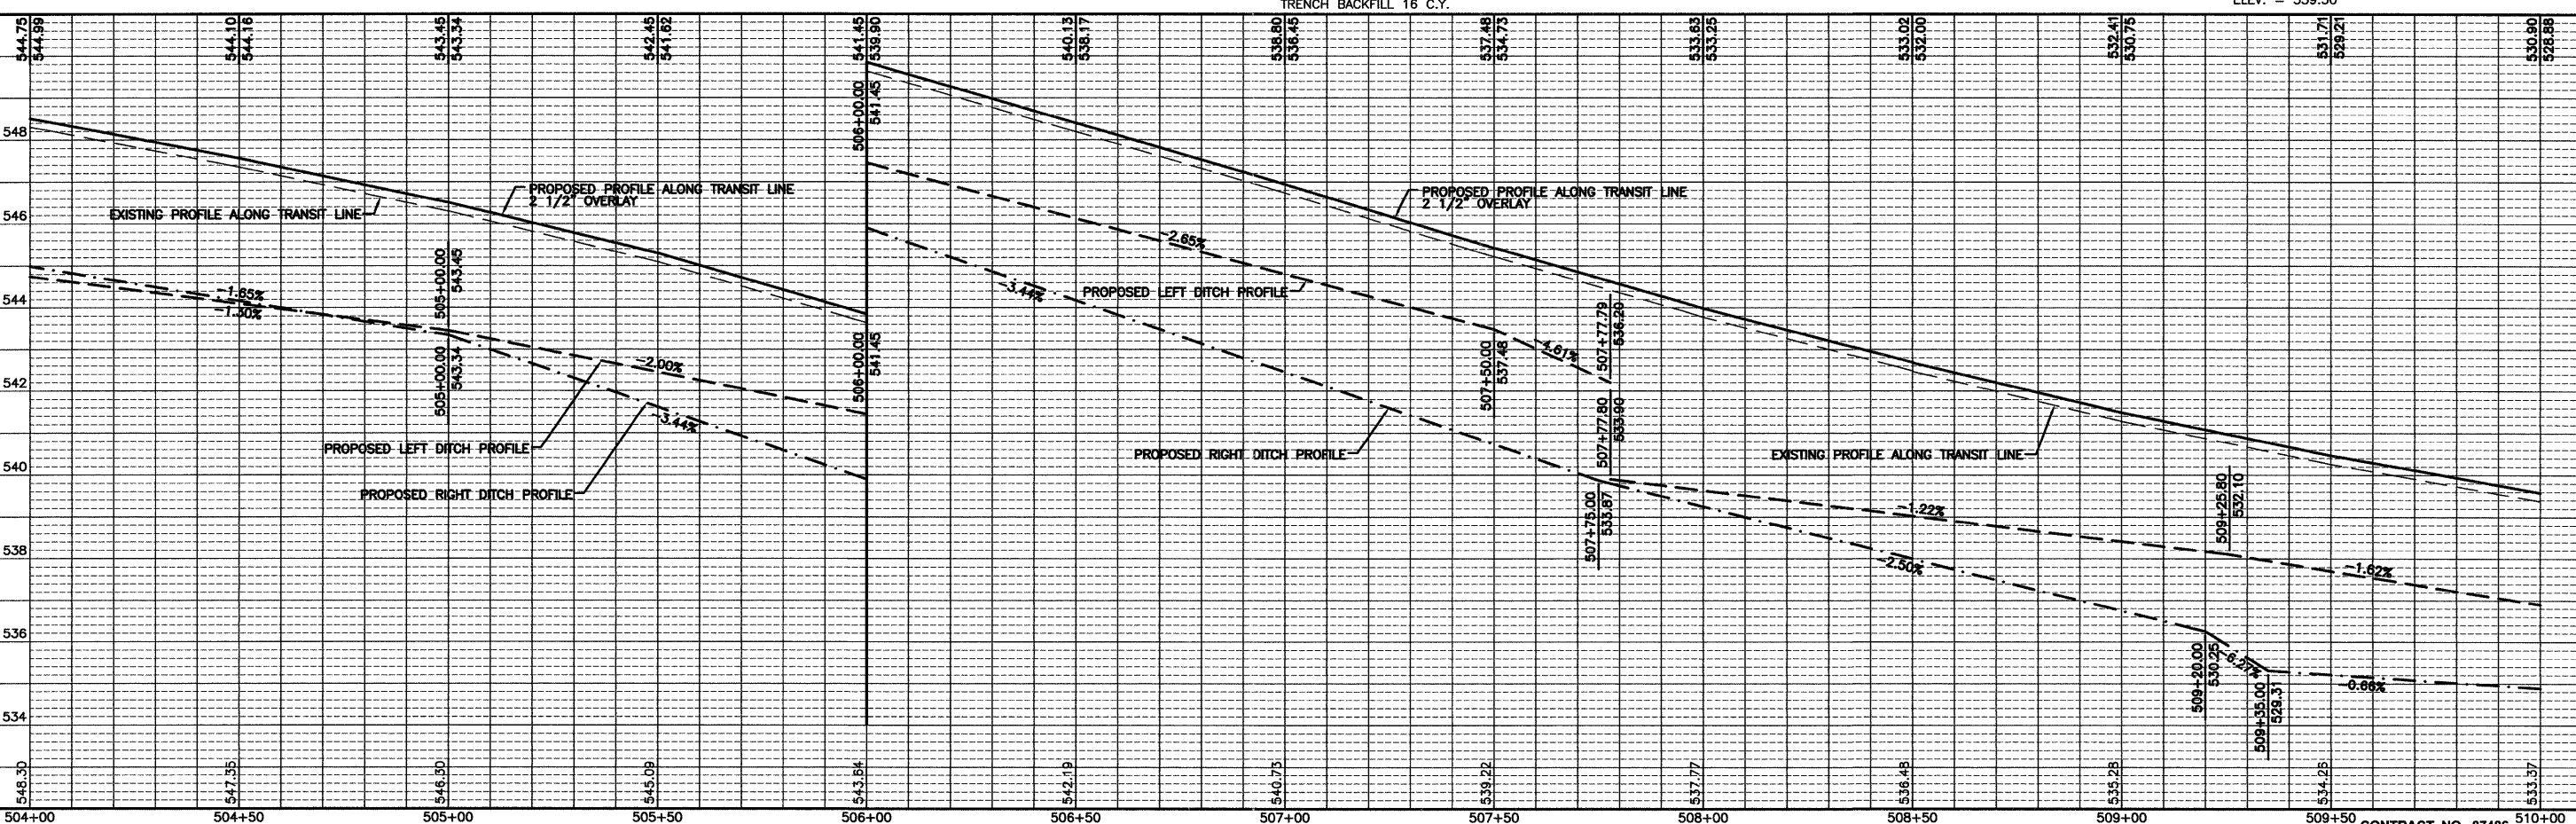 TRENCH BACKFILL 16 C.Y.
544.75 544.10 543.45 542.45 541.45 540.13 538.80 537.48 533.63 533.02 532.41 531.71 530.90
544.99 544.16 543.34 541.62 539.90 538.17 536.45 534.73 533.25 532.00 530.75 529.21 528.88
506+00.00
541.45
548
PROPOSED PROFILE ALONG TRANSIT LINE
2 1/2" OVERLAY
PROPOSED PROFILE ALONG TRANSIT LINE
2 1/2" OVERLAY
EXISTING PROFILE ALONG TRANSIT LINE
546
-2.65%
505+00.00
543.45
-1.65%
-1.30%
-3.44%
PROPOSED LEFT DITCH PROFILE
544
507+77.79
536.20
505+00.00
543.34
-2.00%
506+00.00
541.45
507+50.00
537.48
-4.61%
542
-3.44%
507+77.80
533.90
PROPOSED LEFT DITCH PROFILE
PROPOSED RIGHT DITCH PROFILE
EXISTING PROFILE ALONG TRANSIT LINE
540
PROPOSED RIGHT DITCH PROFILE
507+75.00
533.87
-1.22%
509+25.80
532.10
538
-2.50%
-1.62%
536
509+20.00
530.25
-6.27%
509+35.00
529.31
-0.66%
534
548.30 547.35 546.30 545.09 543.64 542.19 540.73 539.22 537.77 536.48 535.28 534.26 533.37
504+00 504+50 505+00 505+50 506+00 506+50 507+00 507+50 508+00 508+50 509+00 509+50 510+00